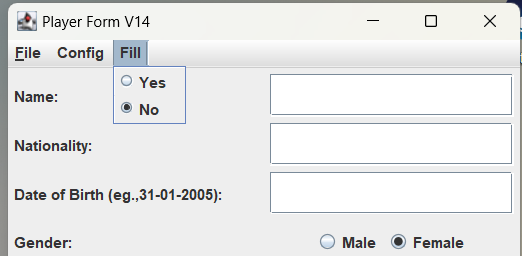 Player Form V14
File Config Fill
Yes
No
Name:
Nationality:
Date of Birth (eg.,31-01-2005):
Gender: Male Female